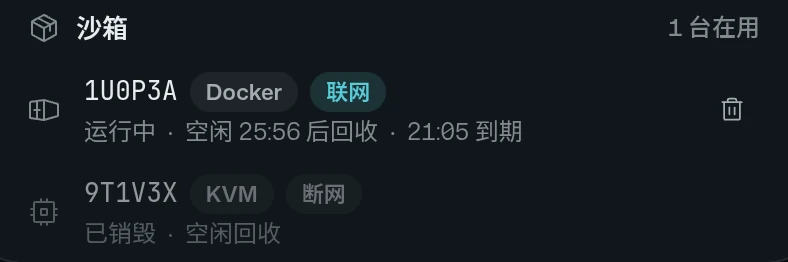 沙箱
1 台在用
1U0P3A Docker 联网
运行中 · 空闲 25:56 后回收 · 21:05 到期
9T1V3X KVM 断网
已销毁 · 空闲回收